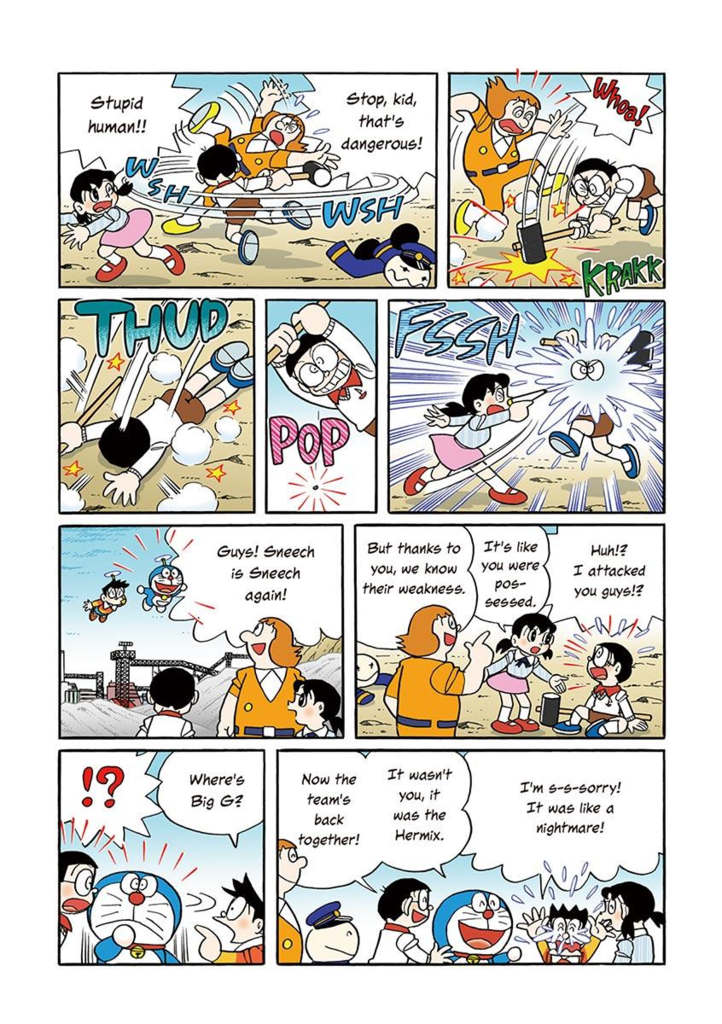 Stupid
human!!
Stop, kid,
that's
dangerous!
WSH
WSH
Whoa!
KRAKK
THUD
POP
FSSH
Guys! Sneech
is Sneech
again!
But thanks to
you, we know
their weakness.
It's like
you were
pos-
sessed.
Huh!?
I attacked
you guys!?
!?
Where's
Big G?
Now the
team's
back
together!
It wasn't
you, it
was the
Hermix.
I'm s-s-sorry!
It was like a
nightmare!